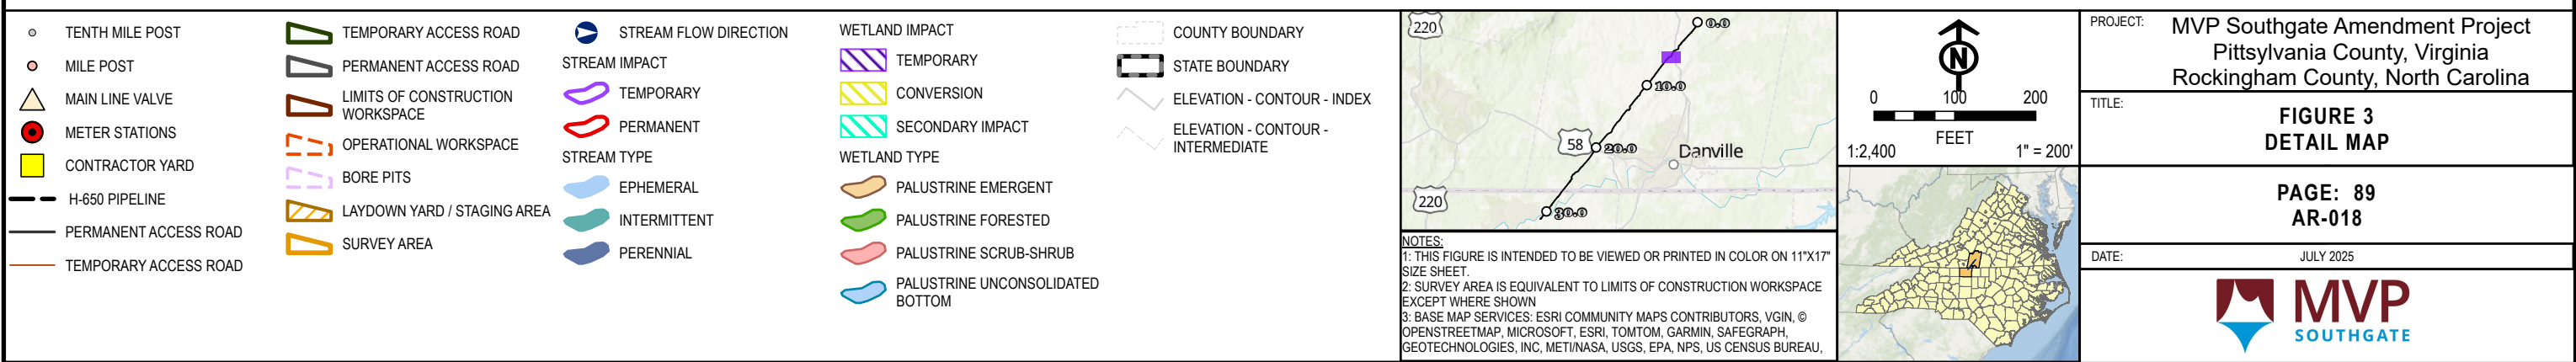 TENTH MILE POST
MILE POST
MAIN LINE VALVE
METER STATIONS
CONTRACTOR YARD
H-650 PIPELINE
PERMANENT ACCESS ROAD
TEMPORARY ACCESS ROAD
TEMPORARY ACCESS ROAD
PERMANENT ACCESS ROAD
LIMITS OF CONSTRUCTION
WORKSPACE
OPERATIONAL WORKSPACE
BORE PITS
LAYDOWN YARD / STAGING AREA
SURVEY AREA
STREAM FLOW DIRECTION
STREAM IMPACT
TEMPORARY
PERMANENT
STREAM TYPE
EPHEMERAL
INTERMITTENT
PERENNIAL
WETLAND IMPACT
TEMPORARY
CONVERSION
SECONDARY IMPACT
WETLAND TYPE
PALUSTRINE EMERGENT
PALUSTRINE FORESTED
PALUSTRINE SCRUB-SHRUB
PALUSTRINE UNCONSOLIDATED
BOTTOM
COUNTY BOUNDARY
STATE BOUNDARY
ELEVATION - CONTOUR - INDEX
ELEVATION - CONTOUR -
INTERMEDIATE
220
0.0
10.0
58
20.0
Danville
220
30.0
NOTES:
1: THIS FIGURE IS INTENDED TO BE VIEWED OR PRINTED IN COLOR ON 11"X17"
SIZE SHEET.
2: SURVEY AREA IS EQUIVALENT TO LIMITS OF CONSTRUCTION WORKSPACE
EXCEPT WHERE SHOWN
3: BASE MAP SERVICES: ESRI COMMUNITY MAPS CONTRIBUTORS, VGIN, ©
OPENSTREETMAP, MICROSOFT, ESRI, TOMTOM, GARMIN, SAFEGRAPH,
GEOTECHNOLOGIES, INC, METI/NASA, USGS, EPA, NPS, US CENSUS BUREAU,
N
0 100 200
FEET
1:2,400 1" = 200'
PROJECT: MVP Southgate Amendment Project
Pittsylvania County, Virginia
Rockingham County, North Carolina
TITLE:
FIGURE 3
DETAIL MAP
PAGE: 89
AR-018
DATE: JULY 2025
MVP
SOUTHGATE